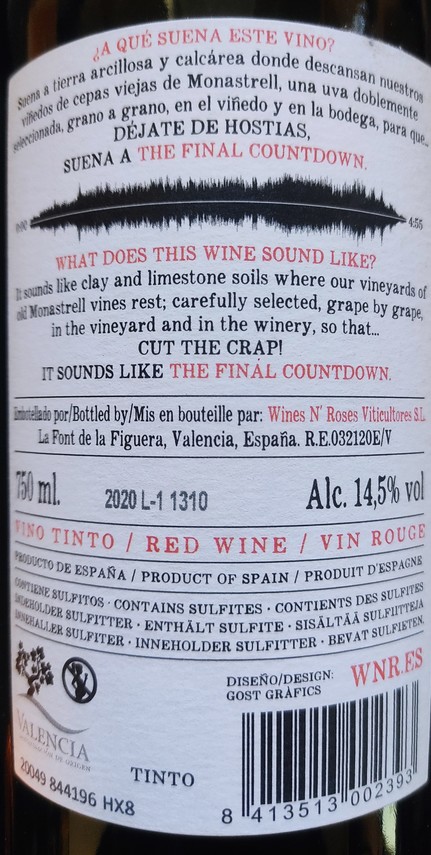 ¿A QUÉ SUENA ESTE VINO?
Suena a tierra arcillosa y calcárea donde descansan nuestros
viñedos de cepas viejas de Monastrell, una uva doblemente
seleccionada, grano a grano, en el viñedo y en la bodega, para que...
DÉJATE DE HOSTIAS,
SUENA A THE FINAL COUNTDOWN.
0:00 4:55
WHAT DOES THIS WINE SOUND LIKE?
It sounds like clay and limestone soils where our vineyards of
old Monastrell vines rest; carefully selected, grape by grape,
in the vineyard and in the winery, so that...
CUT THE CRAP!
IT SOUNDS LIKE THE FINAL COUNTDOWN.
Embotellado por/Bottled by/Mis en bouteille par: Wines N' Roses Viticultores S.L.
La Font de la Figuera, Valencia, España. R.E.032120E/V
750 ml. 2020 L-1 1310 Alc. 14,5% vol
VINO TINTO / RED WINE / VIN ROUGE
PRODUCTO DE ESPAÑA / PRODUCT OF SPAIN / PRODUIT D'ESPAGNE
CONTIENE SULFITOS · CONTAINS SULFITES · CONTIENT DES SULFITES
INDEHOLDER SULFITTER · ENTHÄLT SULFITE · SISÄLTÄÄ SULFIITTEJA
INNEHALLER SULFITER · INNEHOLDER SULFITTER · BEVAT SULFIETEN.
DISEÑO/DESIGN: WNR.ES
GOST GRÀFICS
VALENCIA
DENOMINACIÓN DE ORIGEN
TINTO
20049 844196 HX8
8 413513 002393